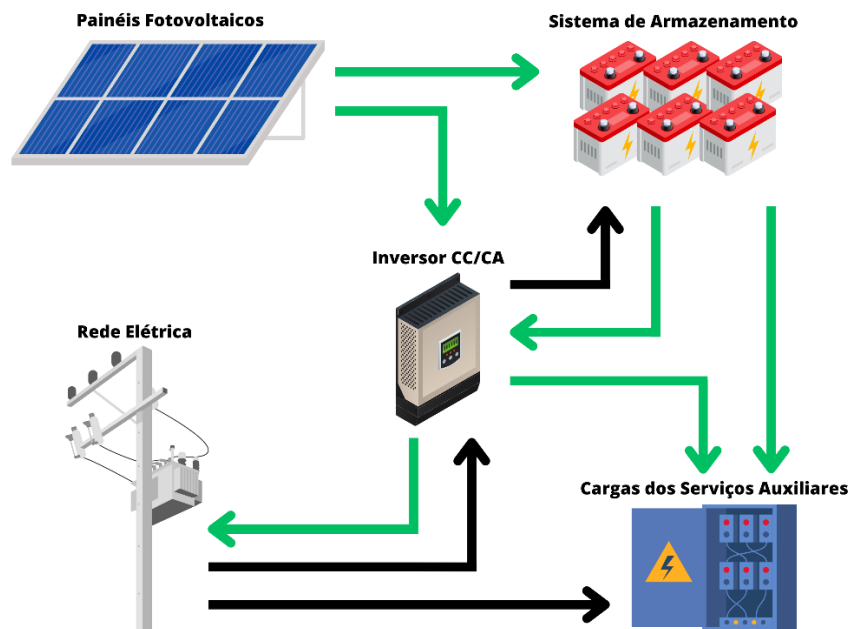 Painéis Fotovoltaicos
Sistema de Armazenamento
Inversor CC/CA
Rede Elétrica
Cargas dos Serviços Auxiliares